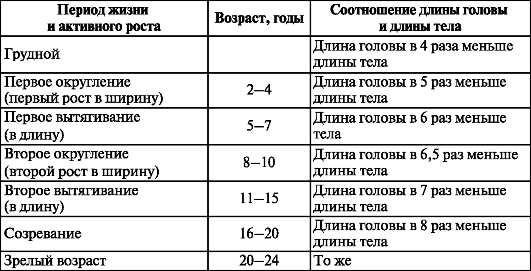 Период жизни
и активного роста
Возраст, годы
Соотношение длины головы
и длины тела
Грудной
Длина головы в 4 раза меньше
длины тела
Первое округление
(первый рост в ширину)
2—4
Длина головы в 5 раз меньше
длины тела
Первое вытягивание
(в длину)
5—7
Длина головы в 6 раз меньше
тела
Второе округление
(второй рост в ширину)
8—10
Длина головы в 6,5 раз меньше
длины тела
Второе вытягивание
(в длину)
11—15
Длина головы в 7 раз меньше
длины тела
Созревание
16—20
Длина головы в 8 раз меньше
длины тела
Зрелый возраст
20—24
То же